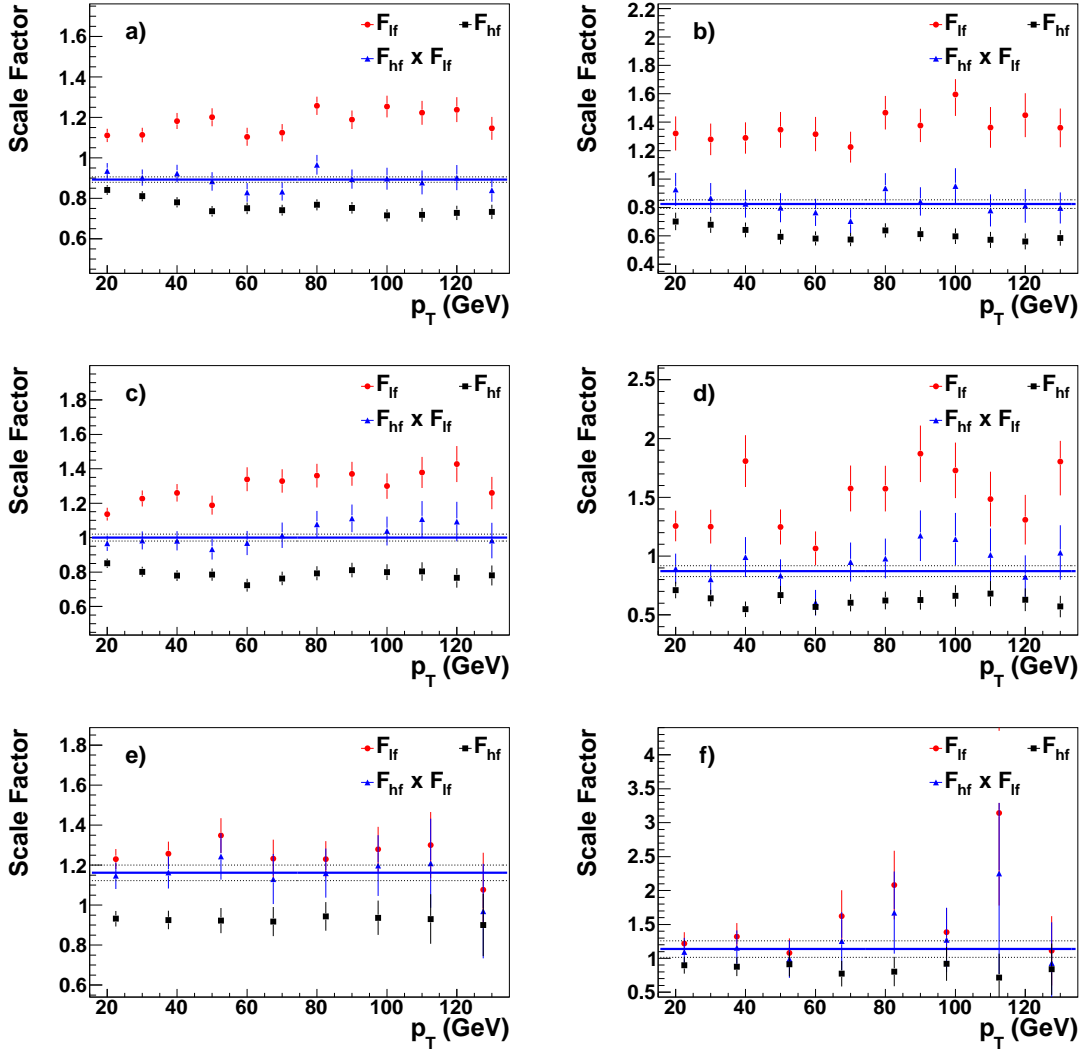 a) F_lf F_hf
F_hf x F_lf
Scale Factor
1.6
1.4
1.2
1
0.8
0.6
20 40 60 80 100 120
p_T (GeV)
b) F_lf F_hf
F_hf x F_lf
Scale Factor
2.2
2
1.8
1.6
1.4
1.2
1
0.8
0.6
0.4
20 40 60 80 100 120
p_T (GeV)
c) F_lf F_hf
F_hf x F_lf
Scale Factor
1.8
1.6
1.4
1.2
1
0.8
0.6
20 40 60 80 100 120
p_T (GeV)
d) F_lf F_hf
F_hf x F_lf
Scale Factor
2.5
2
1.5
1
0.5
20 40 60 80 100 120
p_T (GeV)
e) F_lf F_hf
F_hf x F_lf
Scale Factor
1.8
1.6
1.4
1.2
1
0.8
0.6
20 40 60 80 100 120
p_T (GeV)
f) F_lf F_hf
F_hf x F_lf
Scale Factor
4
3.5
3
2.5
2
1.5
1
0.5
20 40 60 80 100 120
p_T (GeV)